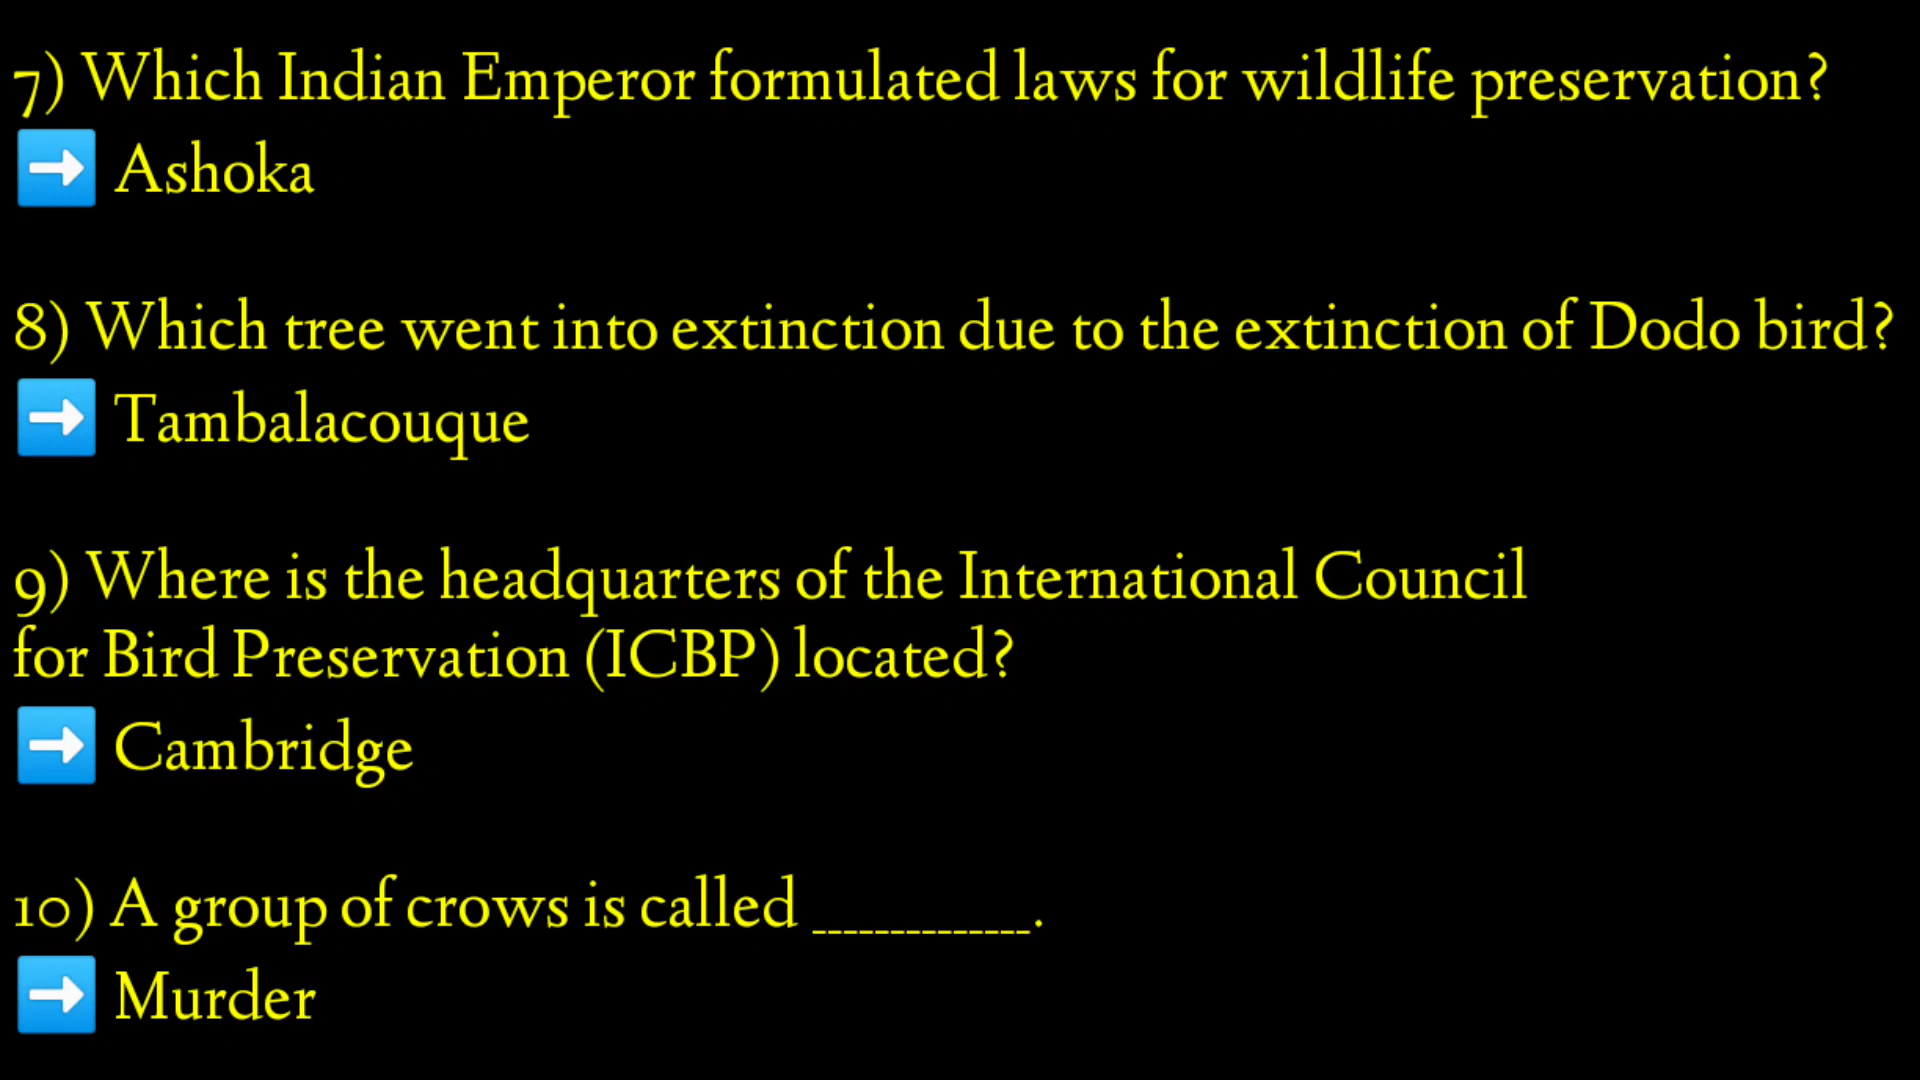 7) Which Indian Emperor formulated laws for wildlife preservation?
➡ Ashoka
8) Which tree went into extinction due to the extinction of Dodo bird?
➡ Tambalacouque
9) Where is the headquarters of the International Council
for Bird Preservation (ICBP) located?
➡ Cambridge
10) A group of crows is called ______________.
➡ Murder